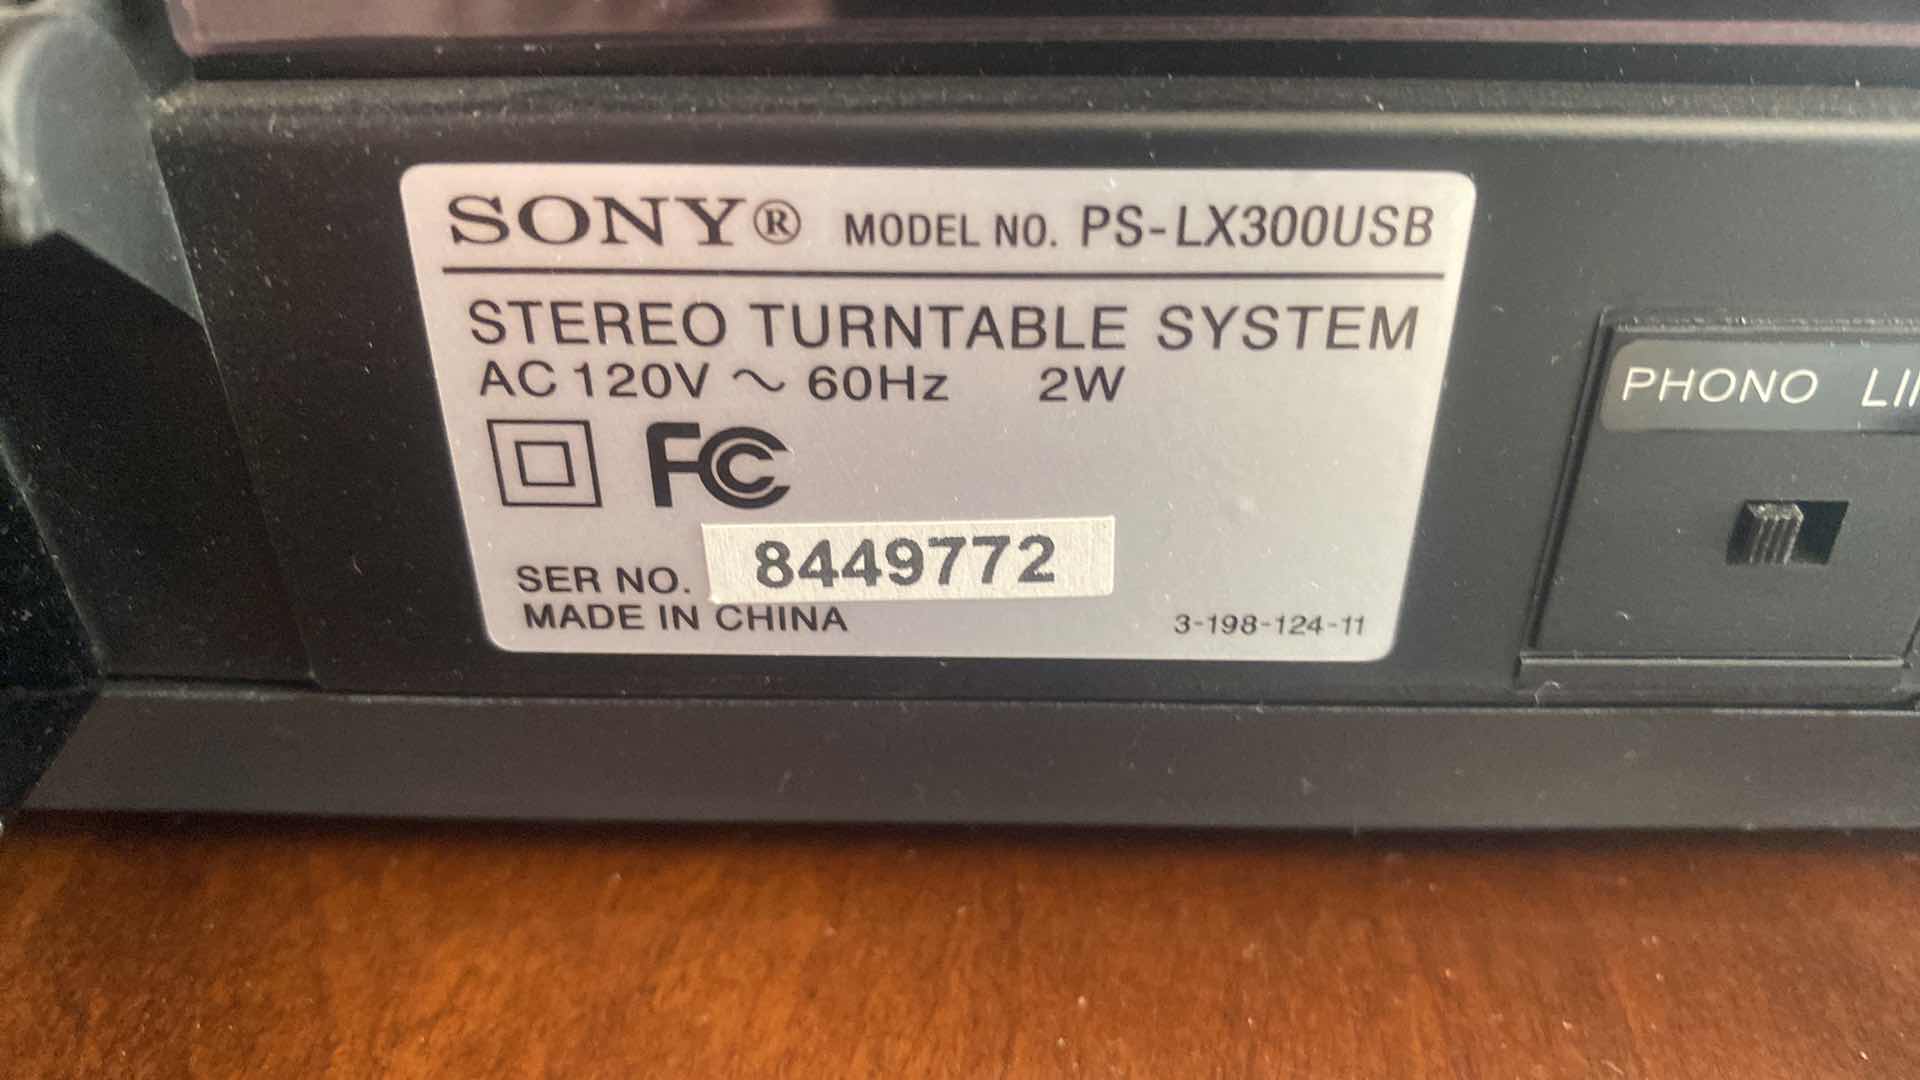 SONY® MODEL NO. PS-LX300USB
STEREO TURNTABLE SYSTEM
AC 120V ~ 60Hz 2W
FC
SER NO. 8449772
MADE IN CHINA
3-198-124-11
PHONO